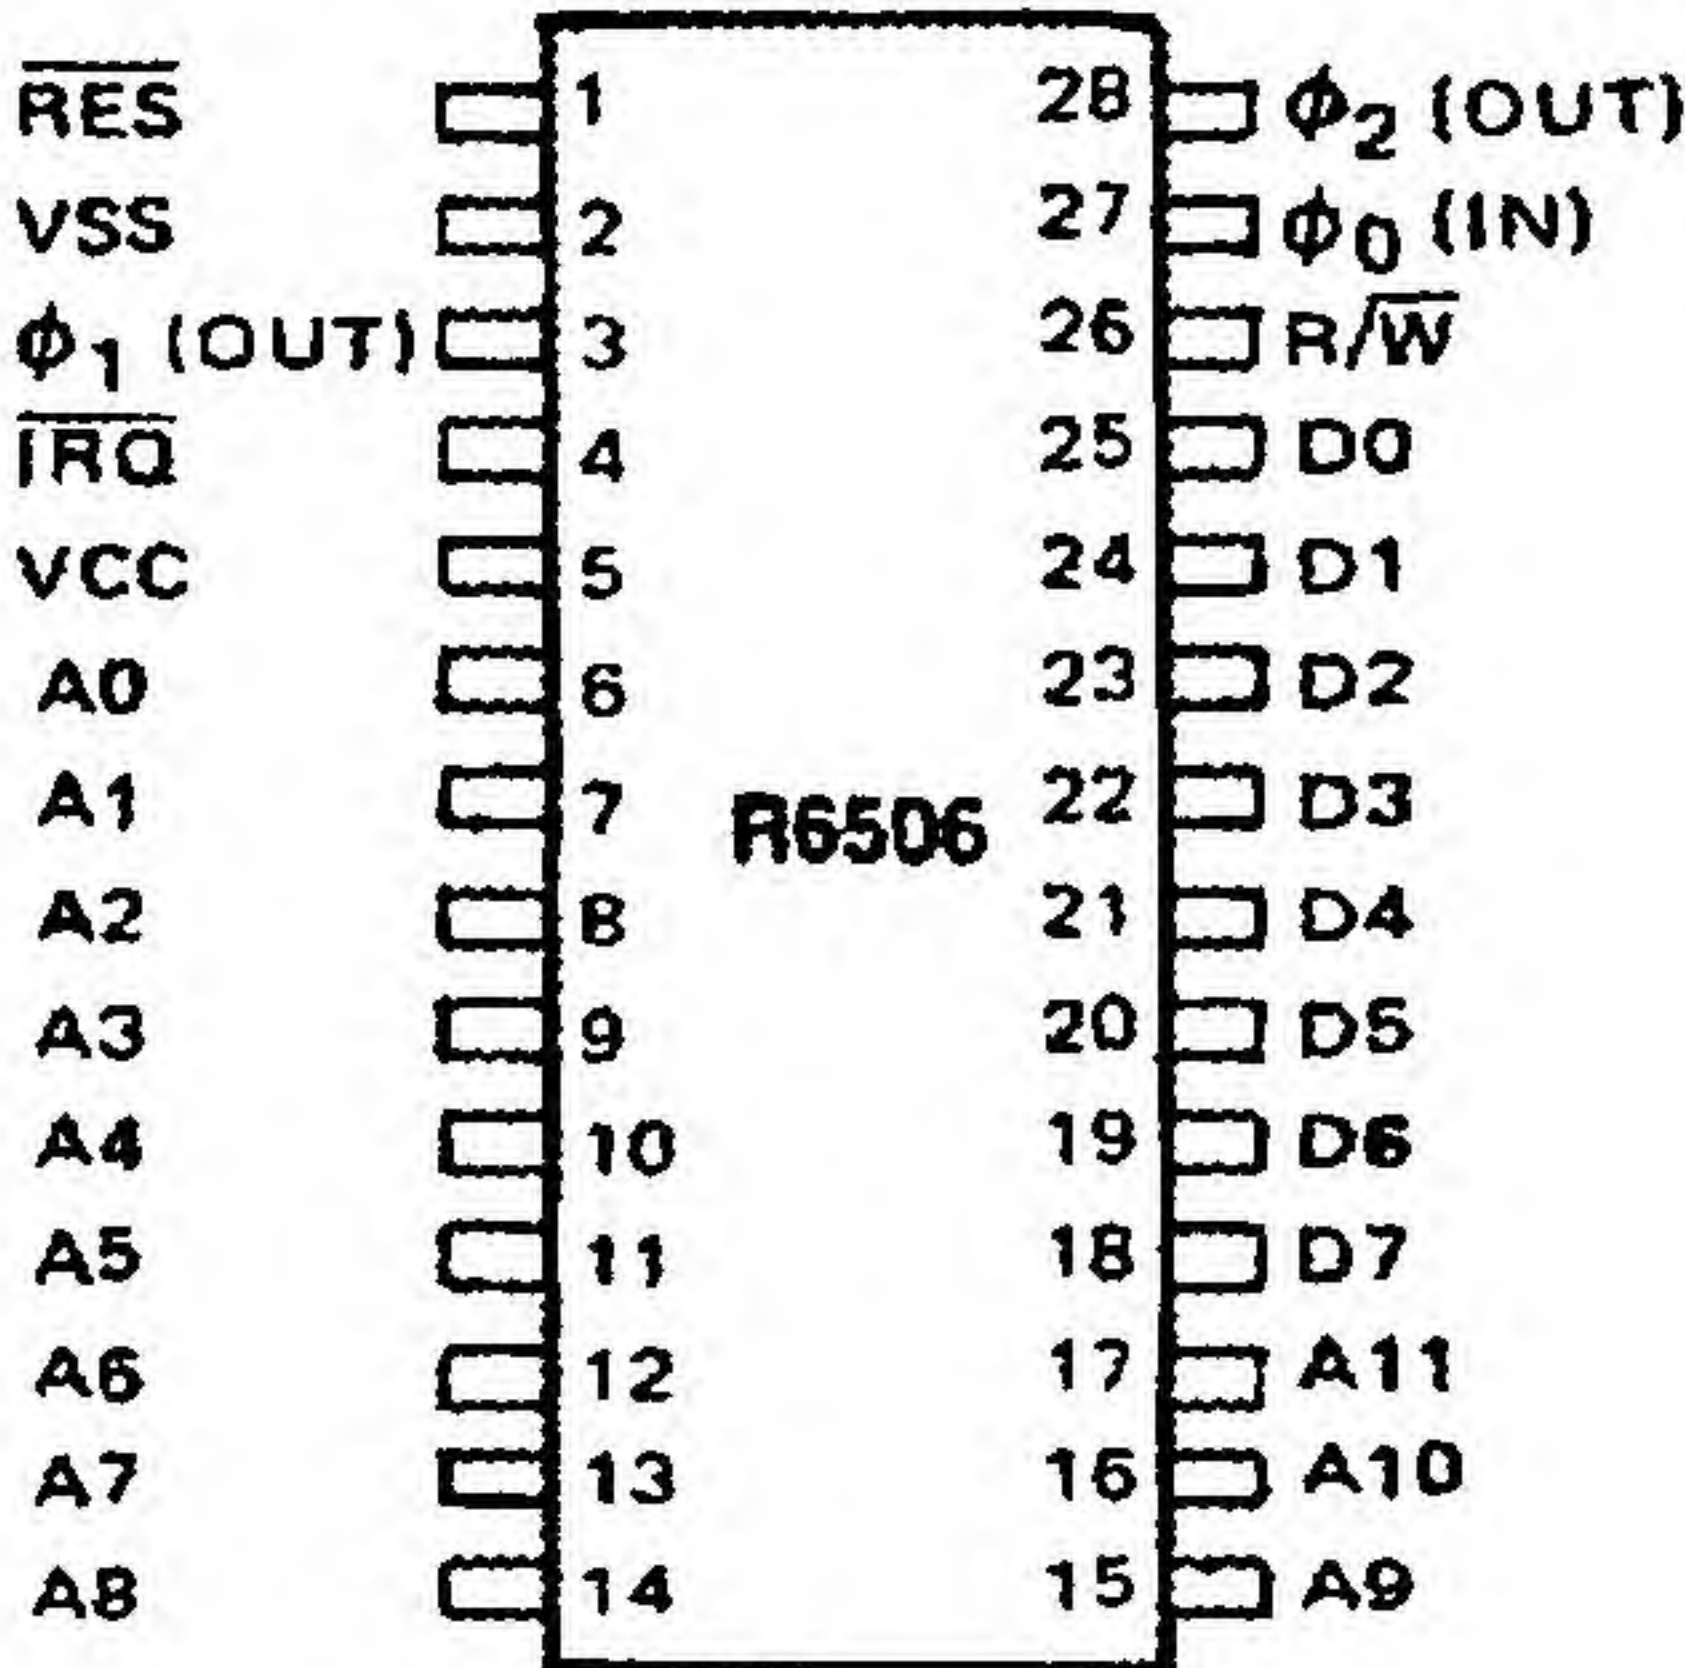 R̅E̅S̅ 1 28 ϕ2 (OUT)
VSS 2 27 ϕ0 (IN)
ϕ1 (OUT) 3 26 R/W̅
I̅R̅Q̅ 4 25 D0
VCC 5 24 D1
A0 6 23 D2
A1 7 22 D3
R6506
A2 8 21 D4
A3 9 20 D5
A4 10 19 D6
A5 11 18 D7
A6 12 17 A11
A7 13 16 A10
A8 14 15 A9